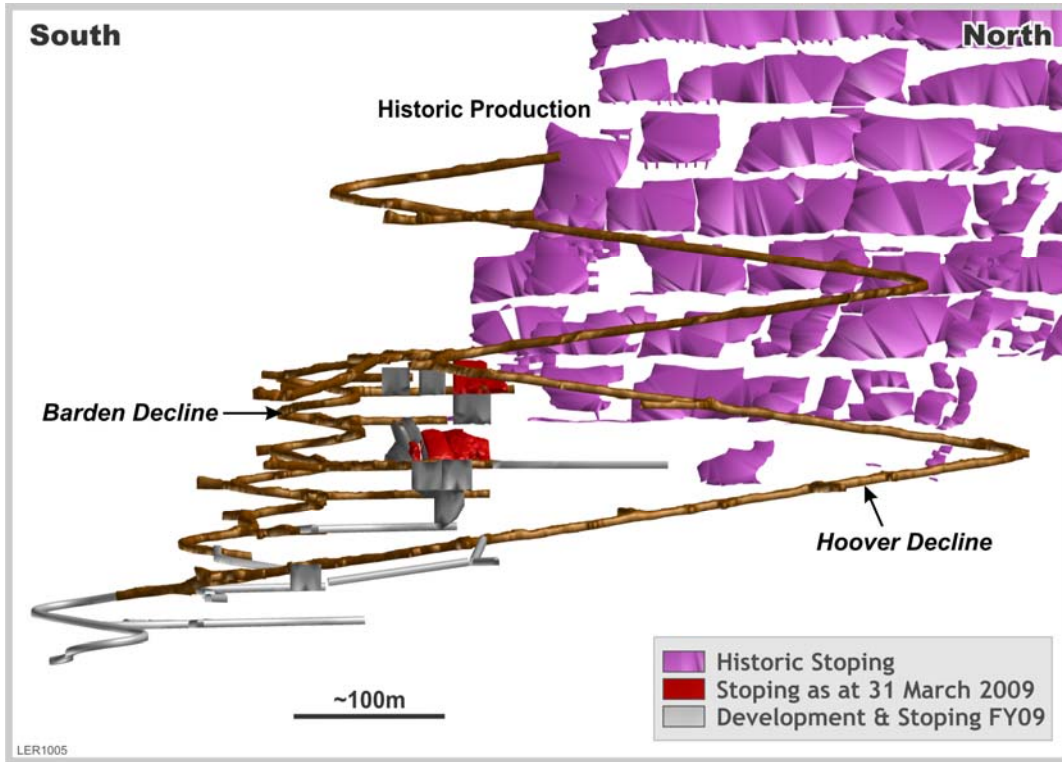 South
North
Historic Production
Barden Decline
Hoover Decline
~100m
Historic Stoping
Stoping as at 31 March 2009
Development & Stoping FY09
LER1005